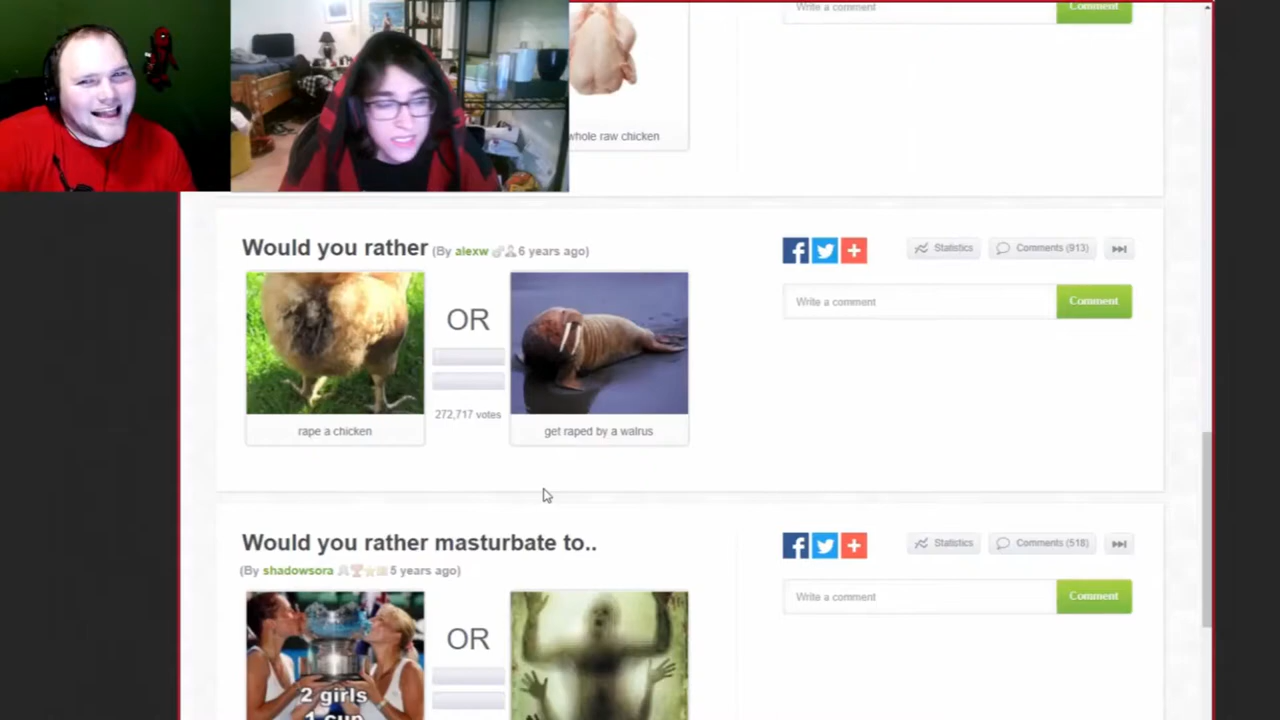 Write a comment
Comment
whole raw chicken
Would you rather (By alexw 6 years ago)
Statistics
Comments (913)
Write a comment
Comment
OR
272,717 votes
rape a chicken
get raped by a walrus
Would you rather masturbate to..
(By shadowsora 5 years ago)
Statistics
Comments (518)
Write a comment
Comment
OR
2 girls
1 cup